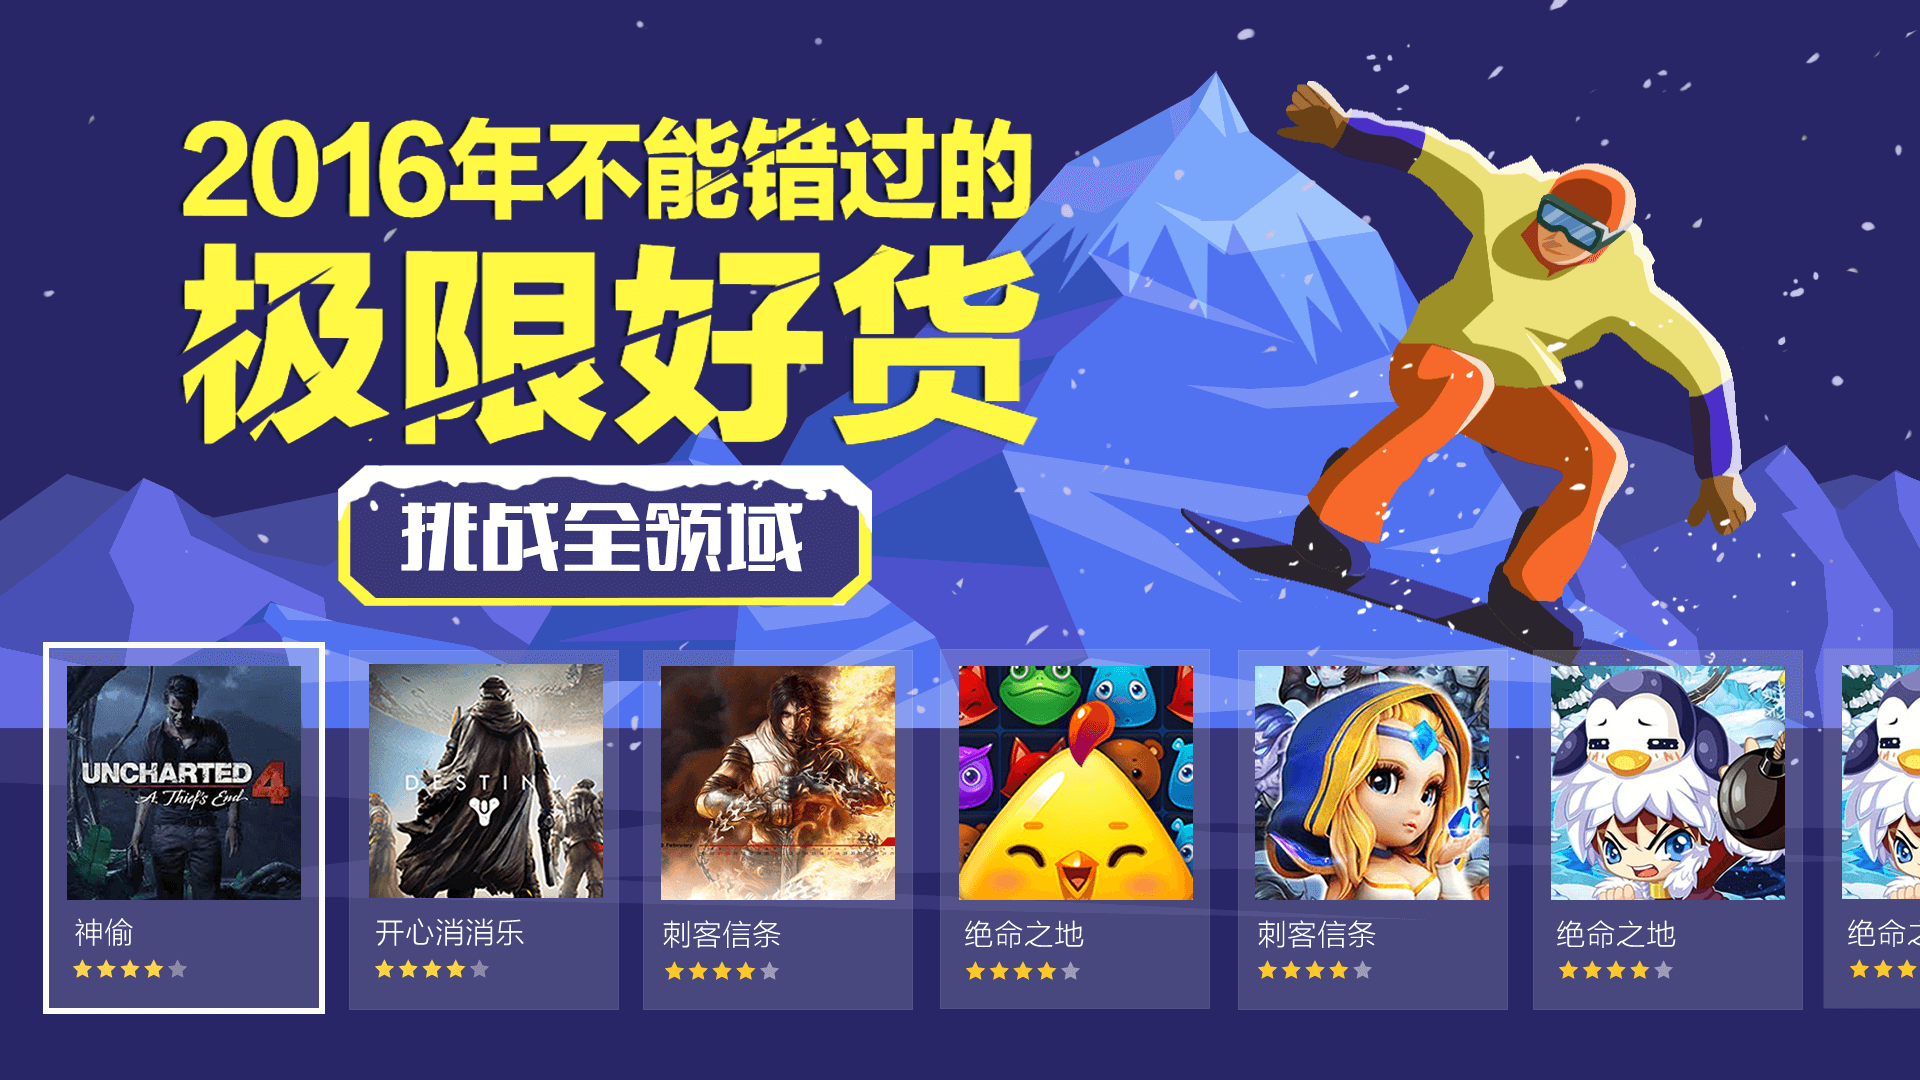 2016年不能错过的
极限好货
挑战全领域
UNCHARTED 4
A Thief's End
DESTINY
February
神偷
开心消消乐
刺客信条
绝命之地
刺客信条
绝命之地
绝命之